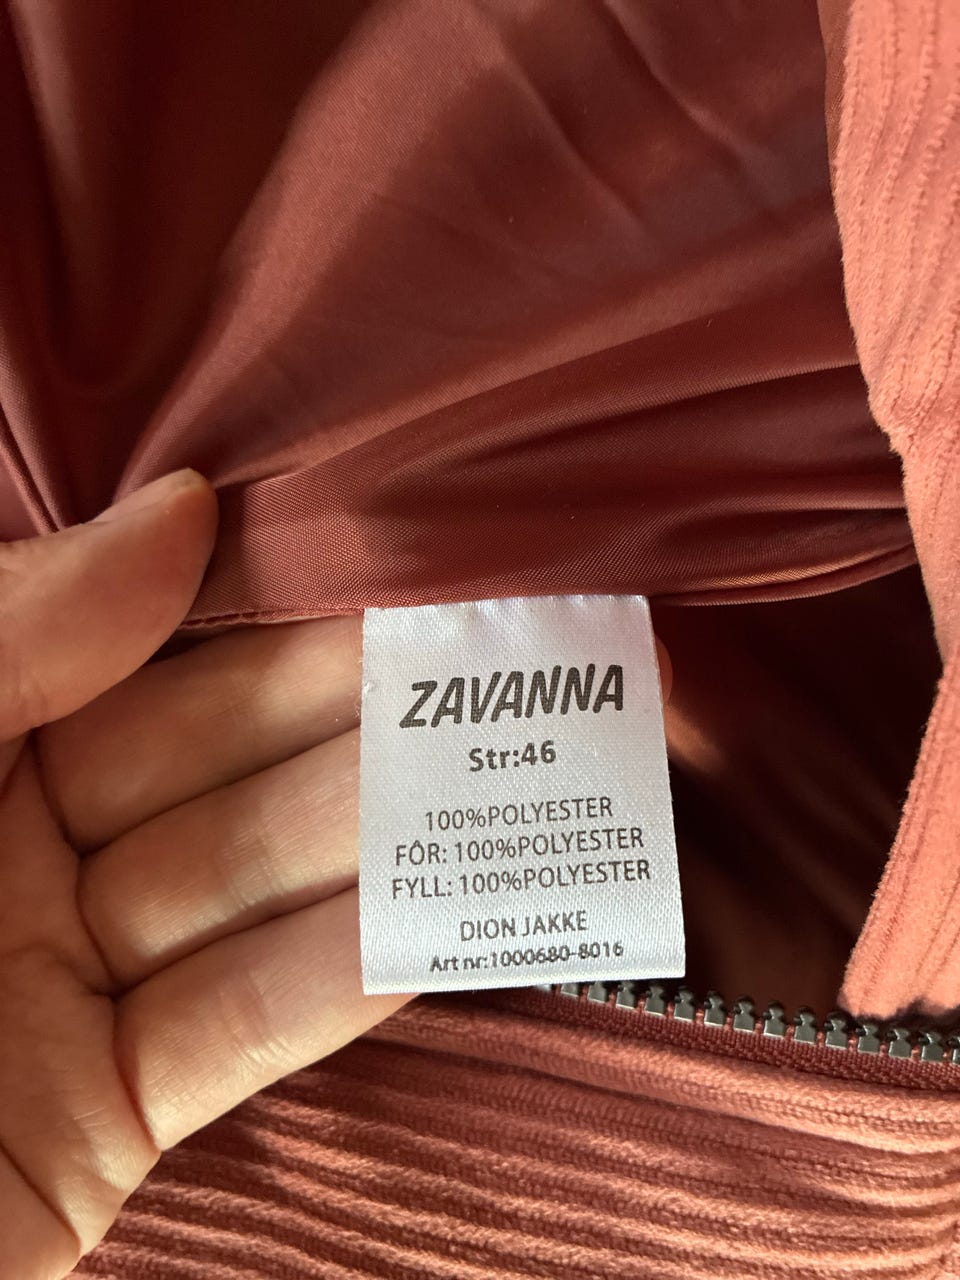 ZAVANNA
Str:46
100%POLYESTER
FÔR: 100%POLYESTER
FYLL: 100%POLYESTER
DION JAKKE
Art nr:1000680-8016